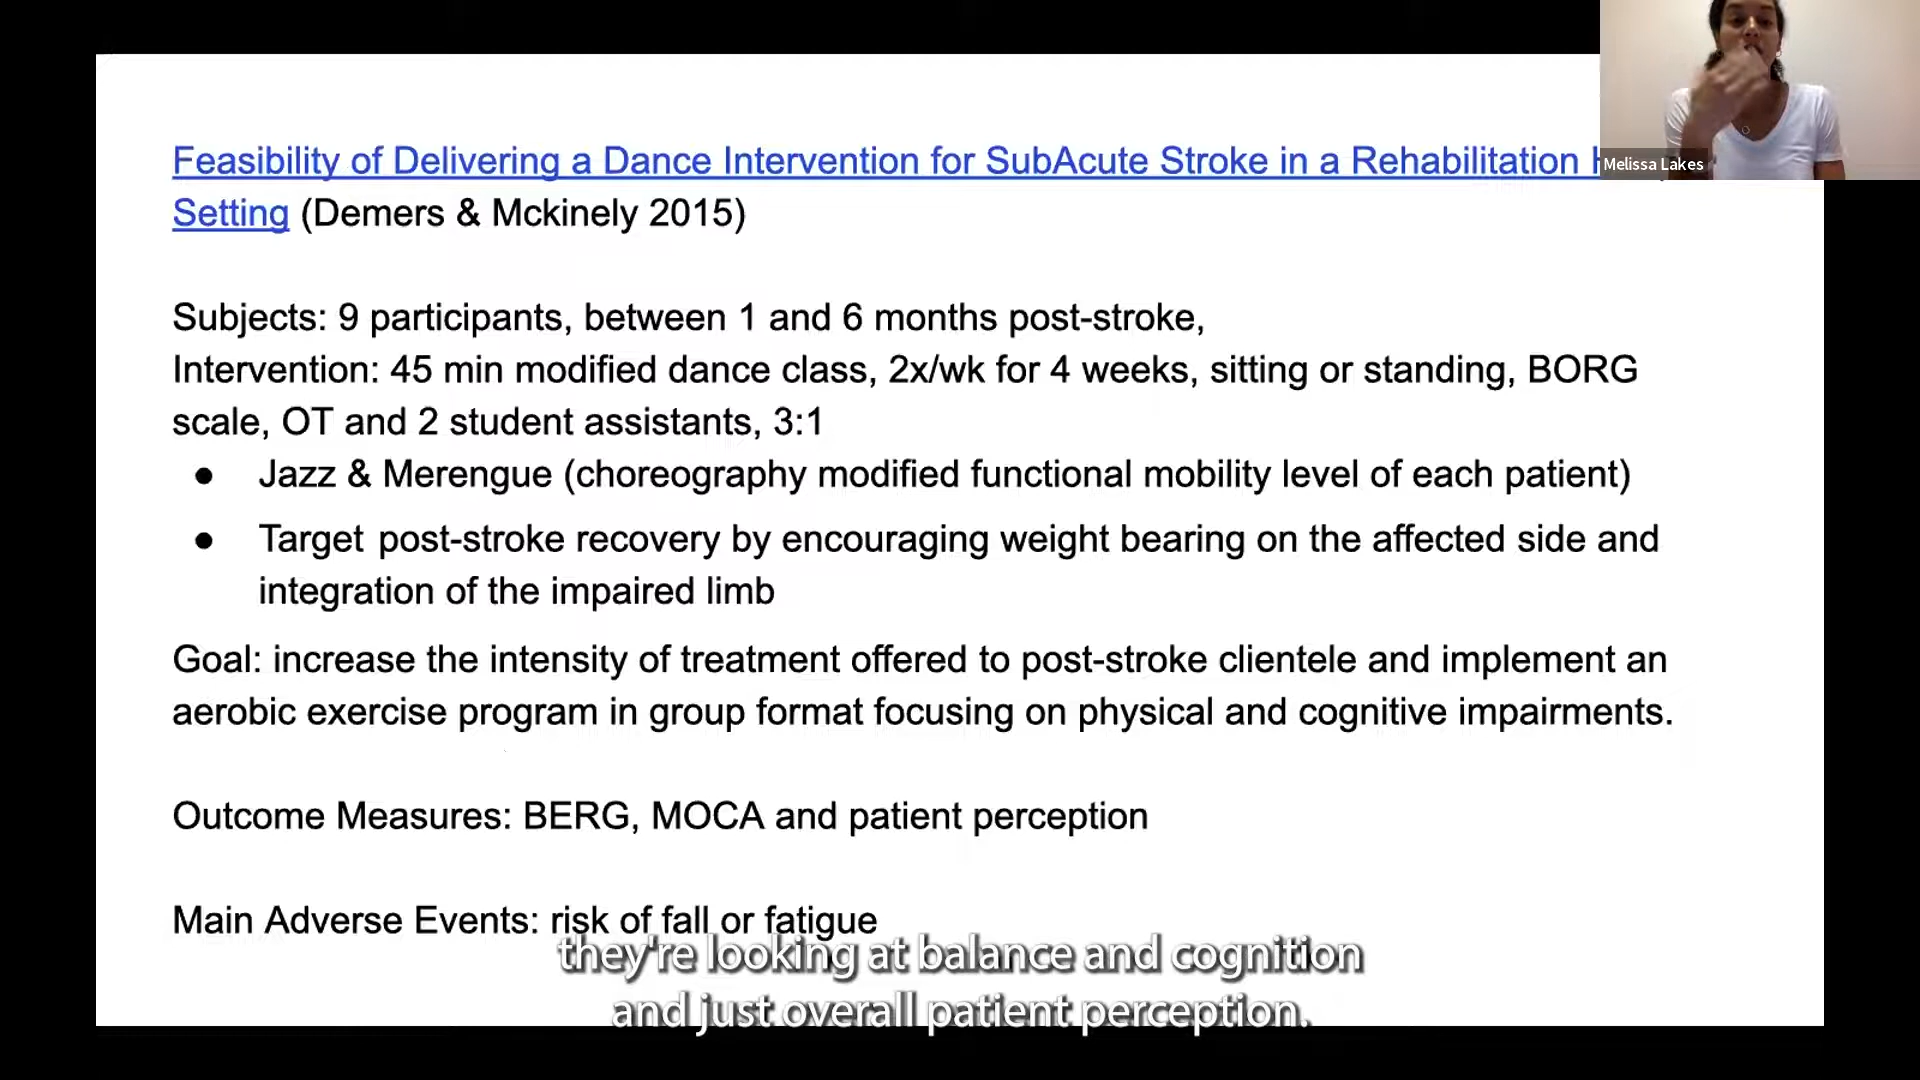 Feasibility of Delivering a Dance Intervention for SubAcute Stroke in a Rehabilitation
Melissa Lakes
Setting (Demers & Mckinely 2015)
Subjects: 9 participants, between 1 and 6 months post-stroke,
Intervention: 45 min modified dance class, 2x/wk for 4 weeks, sitting or standing, BORG
scale, OT and 2 student assistants, 3:1
● Jazz & Merengue (choreography modified functional mobility level of each patient)
● Target post-stroke recovery by encouraging weight bearing on the affected side and
integration of the impaired limb
Goal: increase the intensity of treatment offered to post-stroke clientele and implement an
aerobic exercise program in group format focusing on physical and cognitive impairments.
Outcome Measures: BERG, MOCA and patient perception
Main Adverse Events: risk of fall or fatigue
they're looking at balance and cognition
and just overall patient perception.